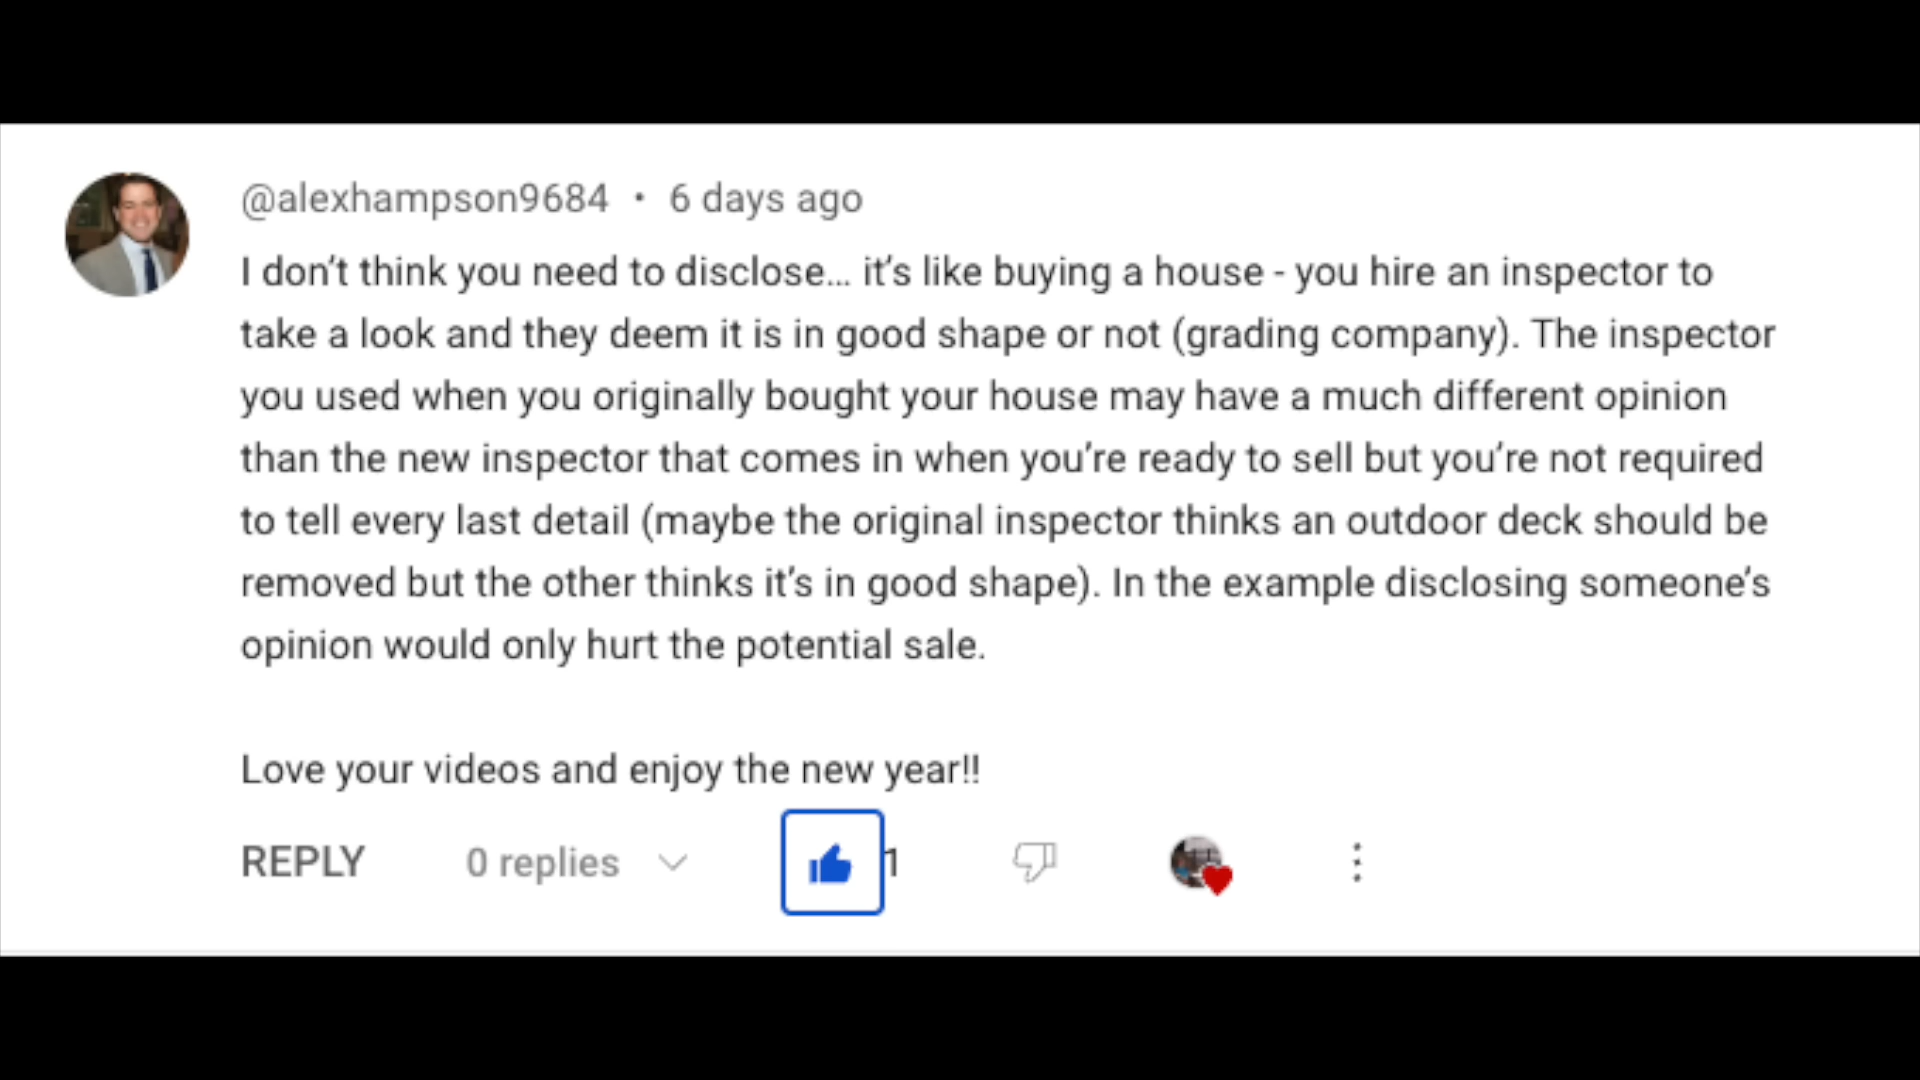 @alexhampson9684 • 6 days ago
I don’t think you need to disclose… it’s like buying a house - you hire an inspector to
take a look and they deem it is in good shape or not (grading company). The inspector
you used when you originally bought your house may have a much different opinion
than the new inspector that comes in when you’re ready to sell but you’re not required
to tell every last detail (maybe the original inspector thinks an outdoor deck should be
removed but the other thinks it’s in good shape). In the example disclosing someone’s
opinion would only hurt the potential sale.
Love your videos and enjoy the new year!!
REPLY 0 replies 1